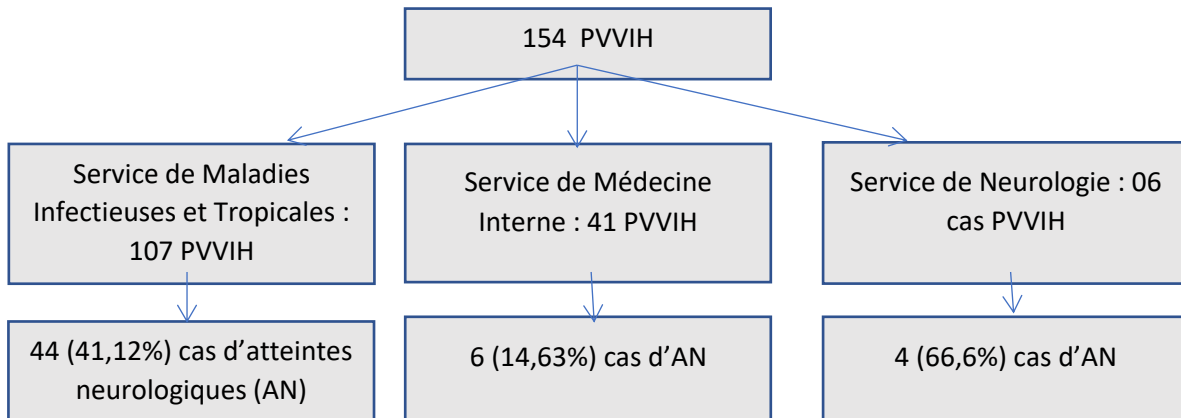 154 PVVIH
Service de Maladies
Infectieuses et Tropicales :
107 PVVIH
Service de Médecine
Interne : 41 PVVIH
Service de Neurologie : 06
cas PVVIH
44 (41,12%) cas d’atteintes
neurologiques (AN)
6 (14,63%) cas d’AN
4 (66,6%) cas d’AN